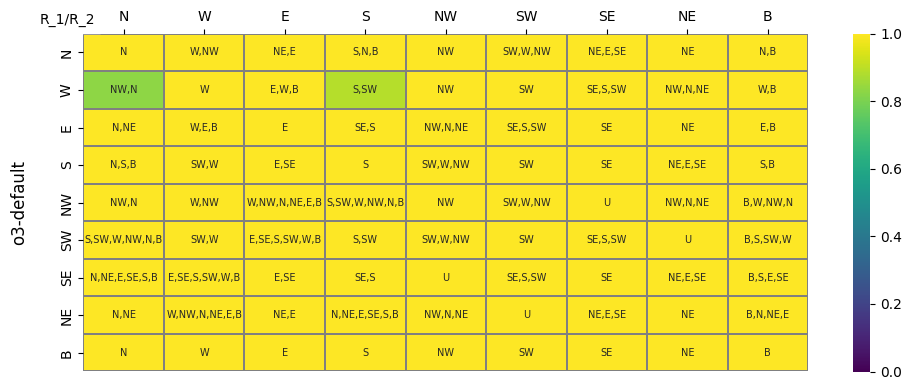 R_1/R_2 N W E S NW SW SE NE B
N N W,NW NE,E S,N,B NW SW,W,NW NE,E,SE NE N,B
W NW,N W E,W,B S,SW NW SW SE,S,SW NW,N,NE W,B
E N,NE W,E,B E SE,S NW,N,NE SE,S,SW SE NE E,B
S N,S,B SW,W E,SE S SW,W,NW SW SE NE,E,SE S,B
NW NW,N W,NW W,NW,N,NE,E,B S,SW,W,NW,N,B NW SW,W,NW U NW,N,NE B,W,NW,N
SW S,SW,W,NW,N,B SW,W E,SE,S,SW,W,B S,SW SW,W,NW SW SE,S,SW U B,S,SW,W
SE N,NE,E,SE,S,B E,SE,S,SW,W,B E,SE SE,S U SE,S,SW SE NE,E,SE B,S,E,SE
NE N,NE W,NW,N,NE,E,B NE,E N,NE,E,SE,S,B NW,N,NE U NE,E,SE NE B,N,NE,E
B N W E S NW SW SE NE B
o3-default
1.0
0.8
0.6
0.4
0.2
0.0